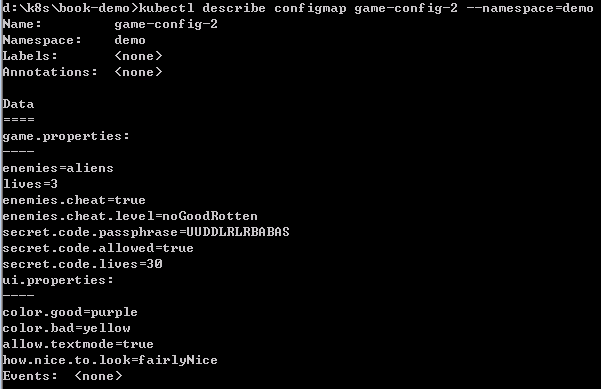 d:\k8s\book-demo>kubectl describe configmap game-config-2 --namespace=demo
Name:         game-config-2
Namespace:    demo
Labels:       <none>
Annotations:  <none>

Data
====
game.properties:
----
enemies=aliens
lives=3
enemies.cheat=true
enemies.cheat.level=noGoodRotten
secret.code.passphrase=UUDDLRLRBABAS
secret.code.allowed=true
secret.code.lives=30
ui.properties:
----
color.good=purple
color.bad=yellow
allow.textmode=true
how.nice.to.look=fairlyNice
Events:  <none>